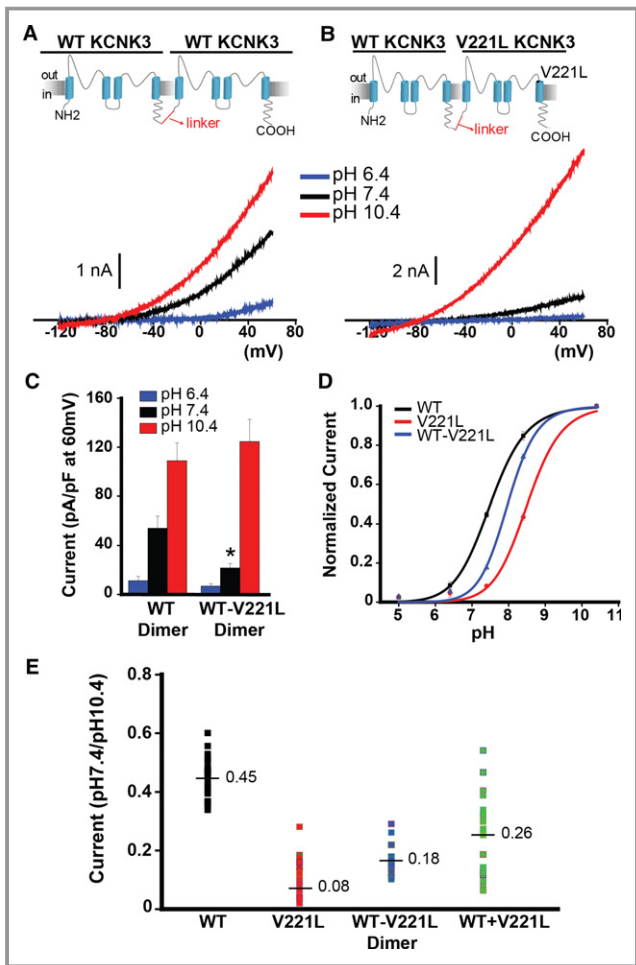 A
WT KCNK3 WT KCNK3
out
in
NH2
linker
COOH
B
WT KCNK3 V221L KCNK3
V221L
out
in
NH2
linker
COOH
pH 6.4
pH 7.4
pH 10.4
1 nA
2 nA
-120 -80 -40 0 40 80
(mV)
-120 -80 -40 0 40 80
(mV)
C
Current (pA/pF at 60mV)
160
120
80
40
0
pH 6.4
pH 7.4
pH 10.4
*
WT
Dimer
WT-V221L
Dimer
D
Normalized Current
1.0
0.8
0.6
0.4
0.2
0
WT
V221L
WT-V221L
5 6 7 8 9 10 11
pH
E
Current (pH7.4/pH10.4)
0.8
0.6
0.4
0.2
0
0.45
0.08
0.18
0.26
WT V221L WT-V221L WT+V221L
Dimer